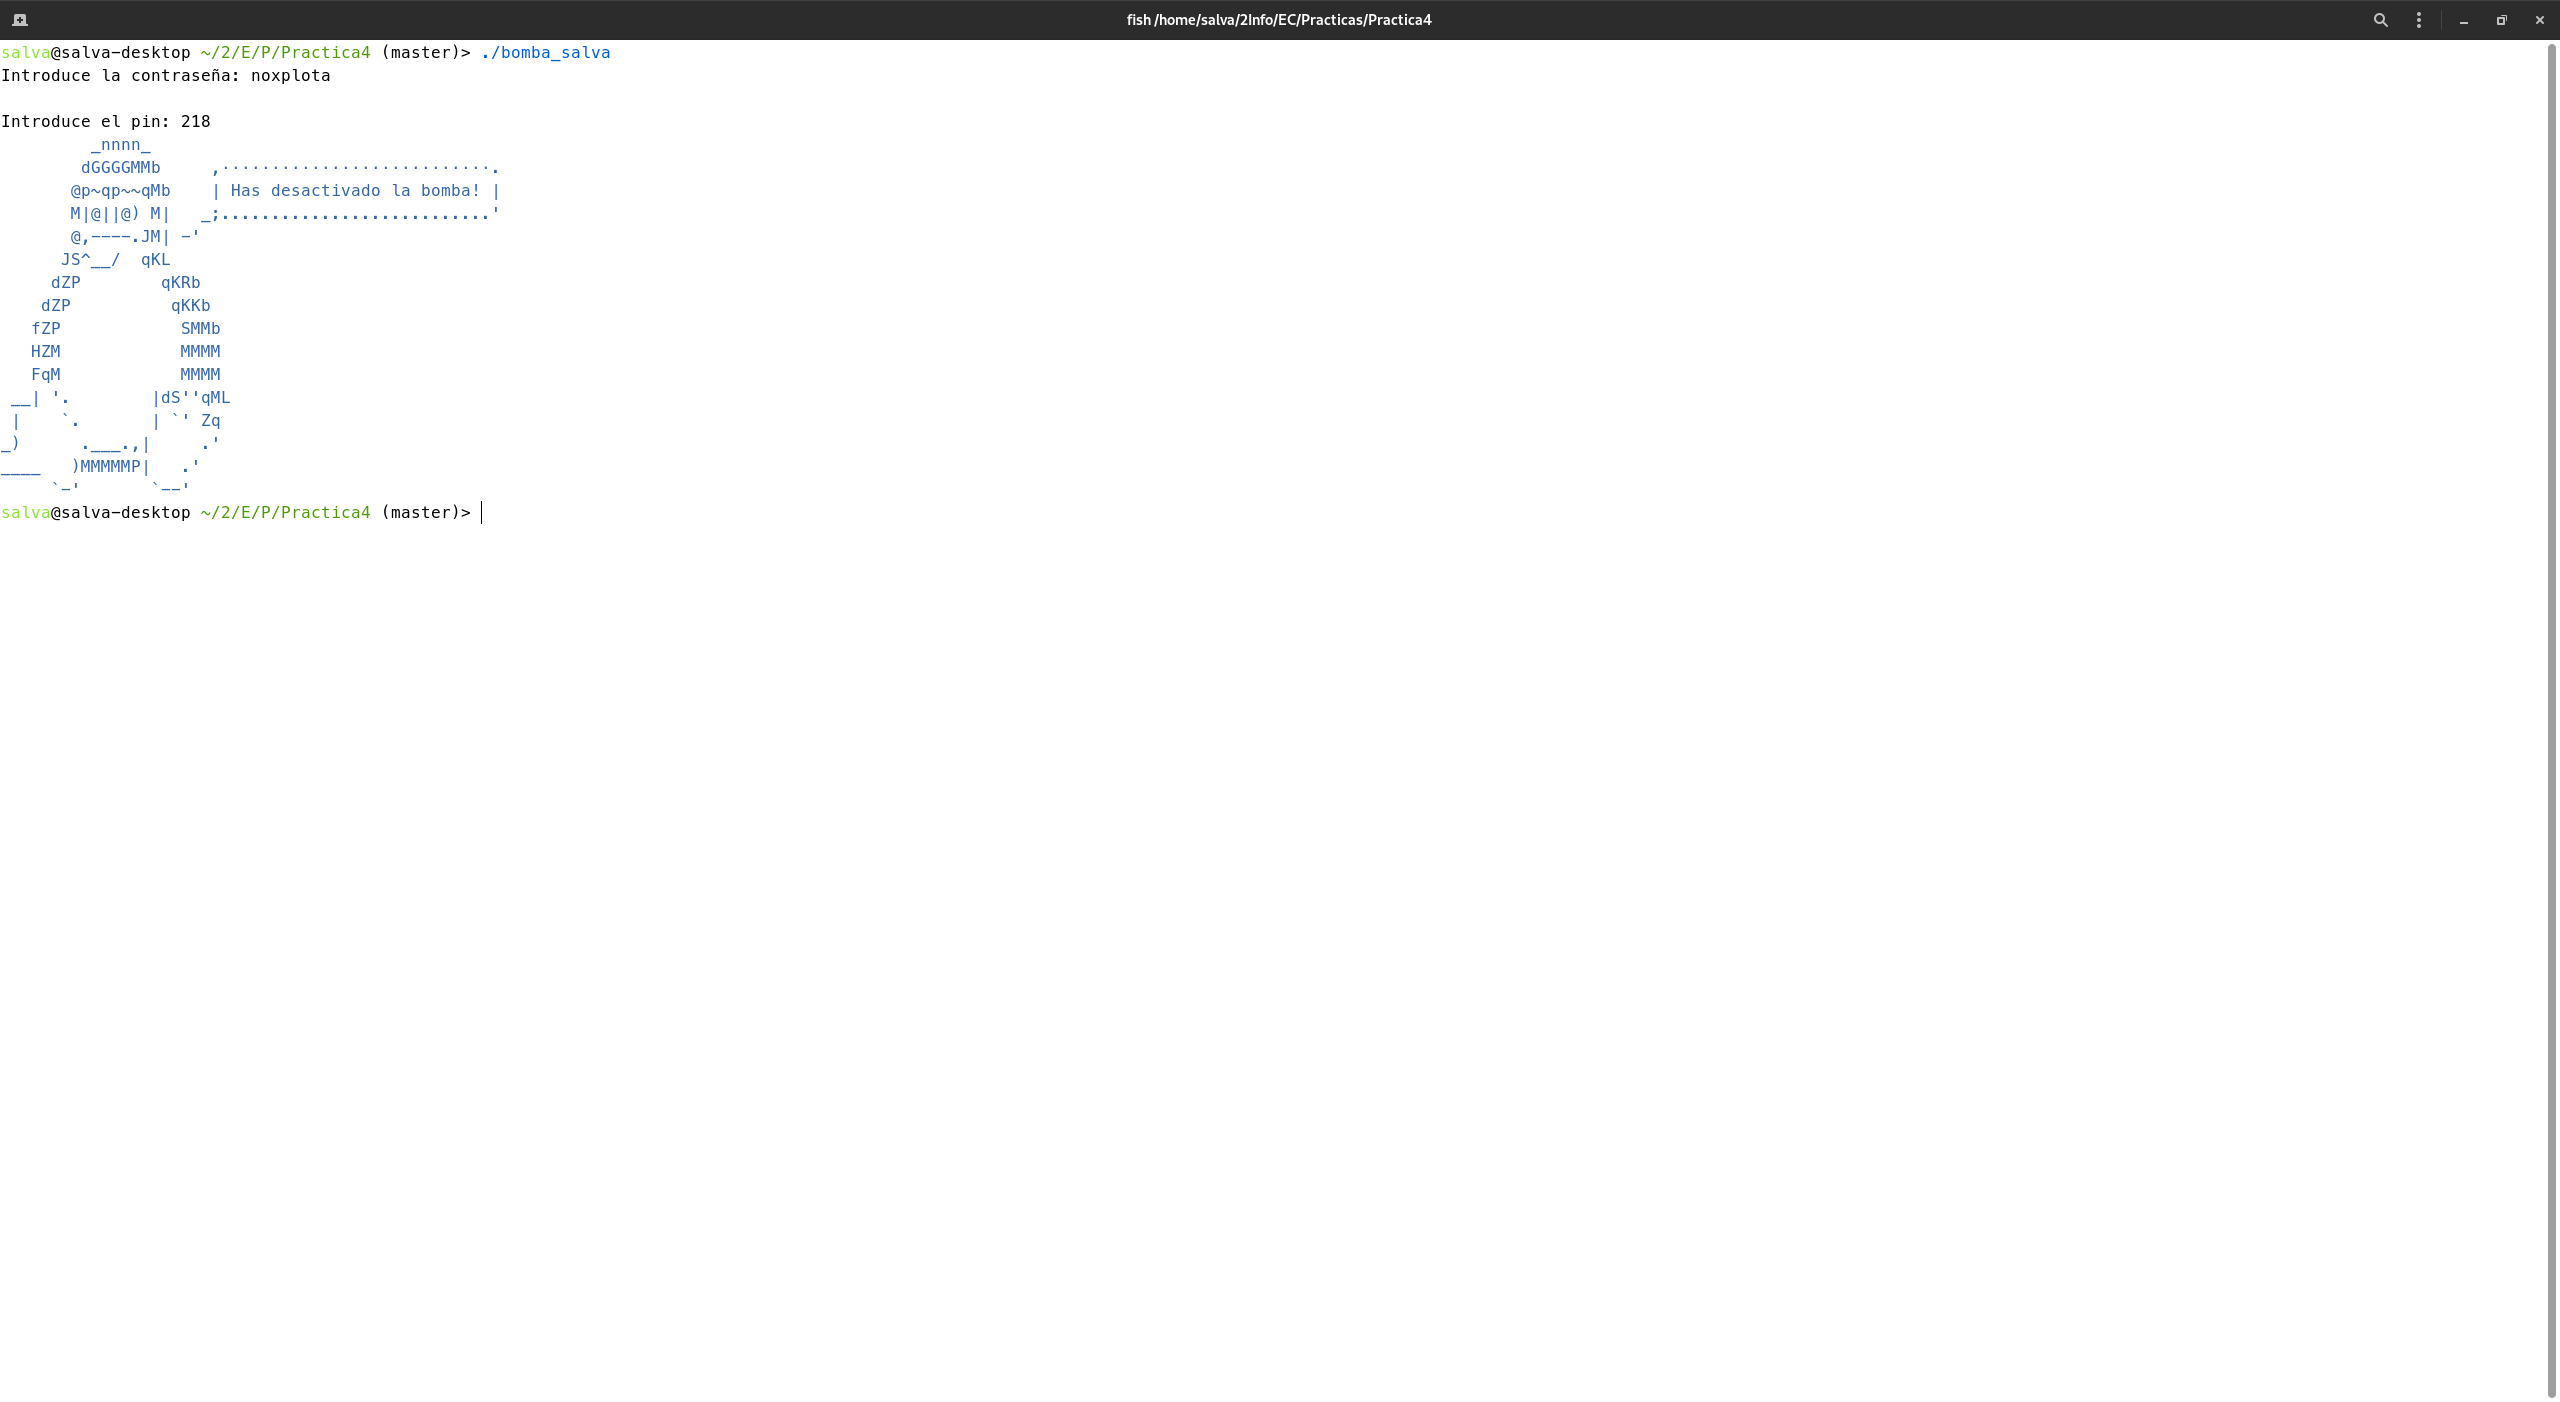 fish /home/salva/2Info/EC/Practicas/Practica4
salva@salva-desktop ~/2/E/P/Practica4 (master)> ./bomba_salva
Introduce la contraseña: noxplota

Introduce el pin: 218
         _nnnn_
        dGGGGMMb     ,···························.
       @p~qp~~qMb    | Has desactivado la bomba! |
       M|@||@) M|   _;...........................'
       @,----.JM| -'
      JS^__/  qKL
     dZP        qKRb
    dZP          qKKb
   fZP            SMMb
   HZM            MMMM
   FqM            MMMM
 __| '.        |dS''qML
 |    `.       | `' Zq
_)      .___.,|     .'
____   )MMMMMP|   .'
     `-'       `--'
salva@salva-desktop ~/2/E/P/Practica4 (master)>